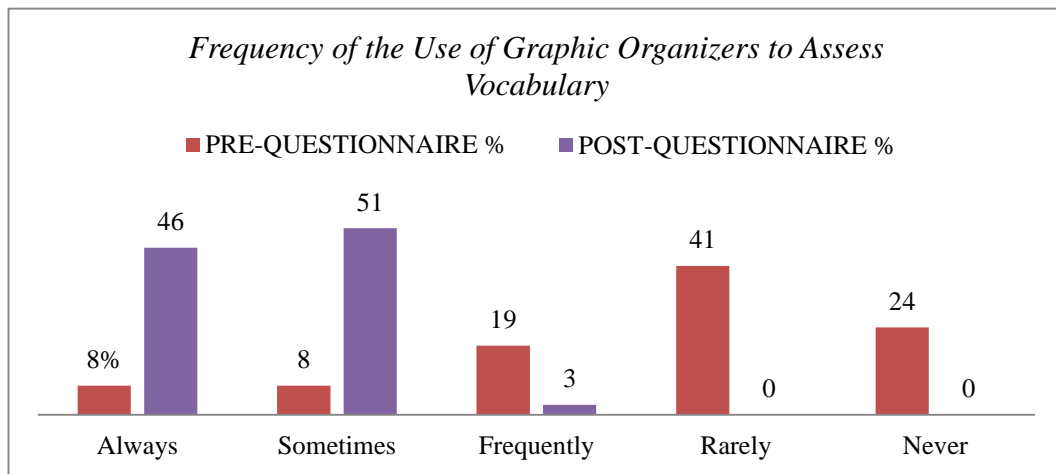 Frequency of the Use of Graphic Organizers to Assess
Vocabulary
PRE-QUESTIONNAIRE % POST-QUESTIONNAIRE %
8% 46 8 51 19 3 41 0 24 0
Always Sometimes Frequently Rarely Never